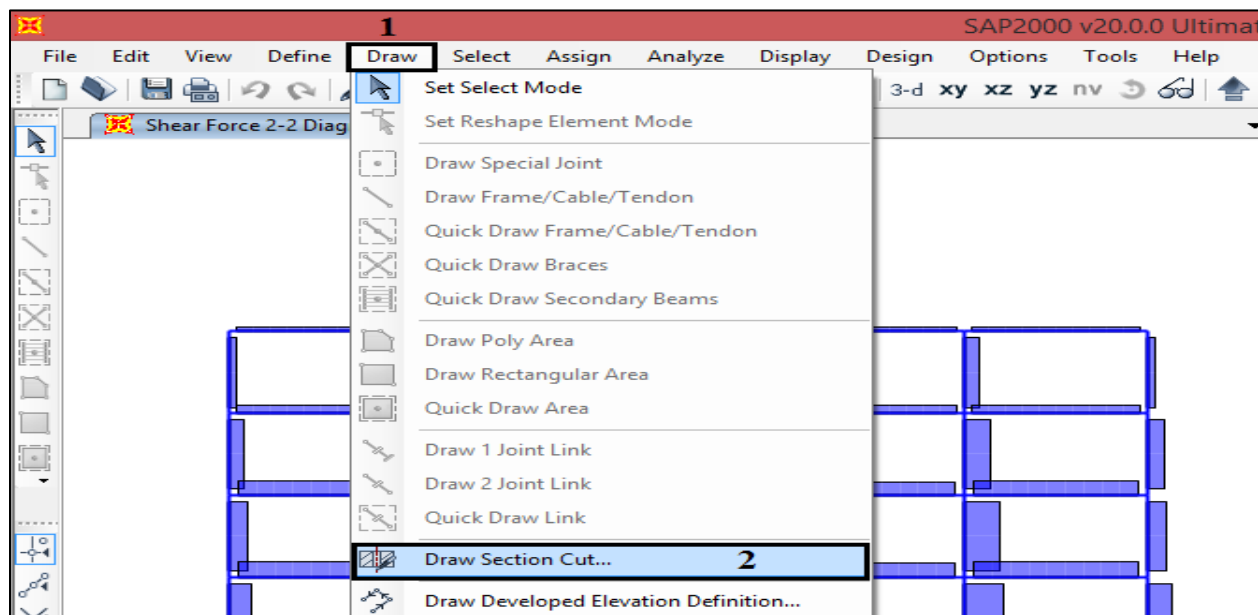 1
SAP2000 v20.0.0 Ultimat
File Edit View Define Draw Select Assign Analyze Display Design Options Tools Help
3-d xy xz yz nv
Shear Force 2-2 Diag
Set Select Mode
Set Reshape Element Mode
Draw Special Joint
Draw Frame/Cable/Tendon
Quick Draw Frame/Cable/Tendon
Quick Draw Braces
Quick Draw Secondary Beams
Draw Poly Area
Draw Rectangular Area
Quick Draw Area
Draw 1 Joint Link
Draw 2 Joint Link
Quick Draw Link
Draw Section Cut... 2
Draw Developed Elevation Definition...